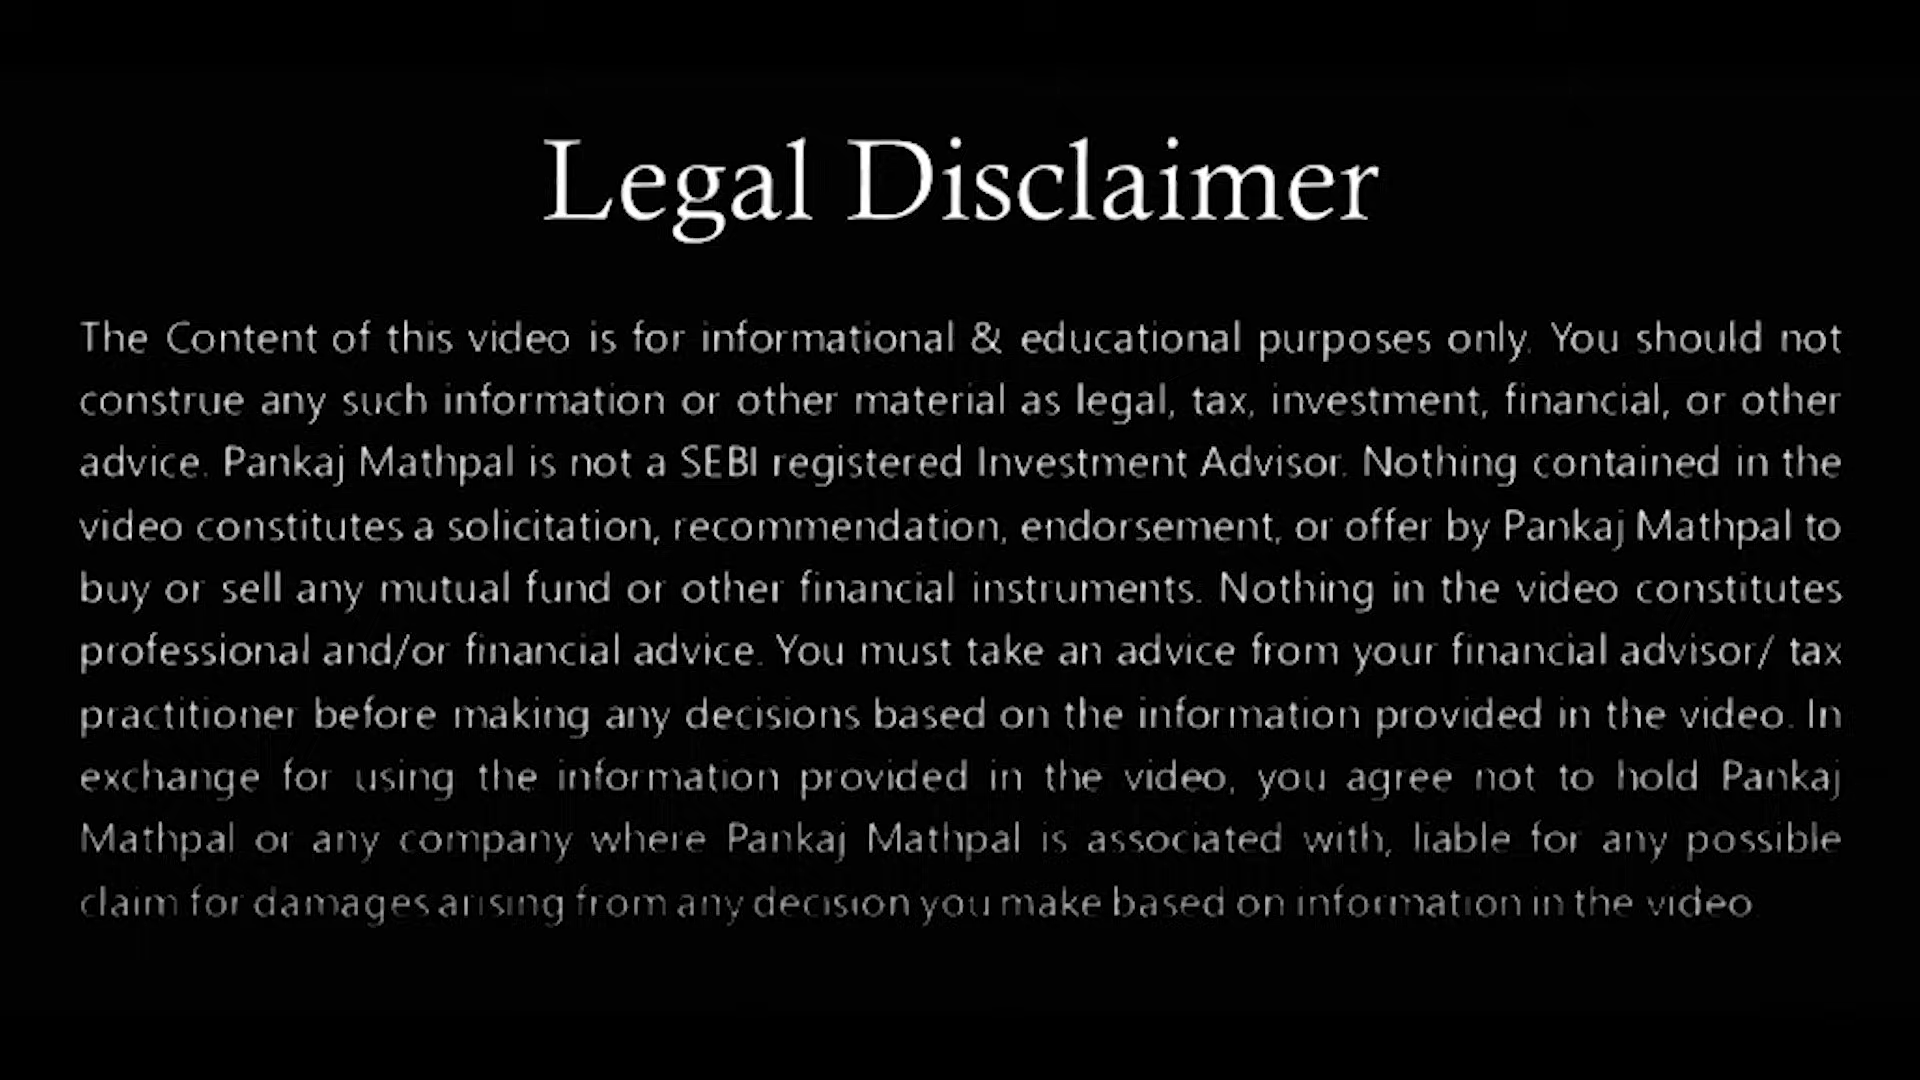 Legal Disclaimer
The Content of this video is for informational & educational purposes only. You should not
construe any such information or other material as legal, tax, investment, financial, or other
advice. Pankaj Mathpal is not a SEBI registered Investment Advisor. Nothing contained in the
video constitutes a solicitation, recommendation, endorsement, or offer by Pankaj Mathpal to
buy or sell any mutual fund or other financial instruments. Nothing in the video constitutes
professional and/or financial advice. You must take an advice from your financial advisor/ tax
practitioner before making any decisions based on the information provided in the video. In
exchange for using the information provided in the video, you agree not to hold Pankaj
Mathpal or any company where Pankaj Mathpal is associated with, liable for any possible
claim for damages arising from any decision you make based on information in the video